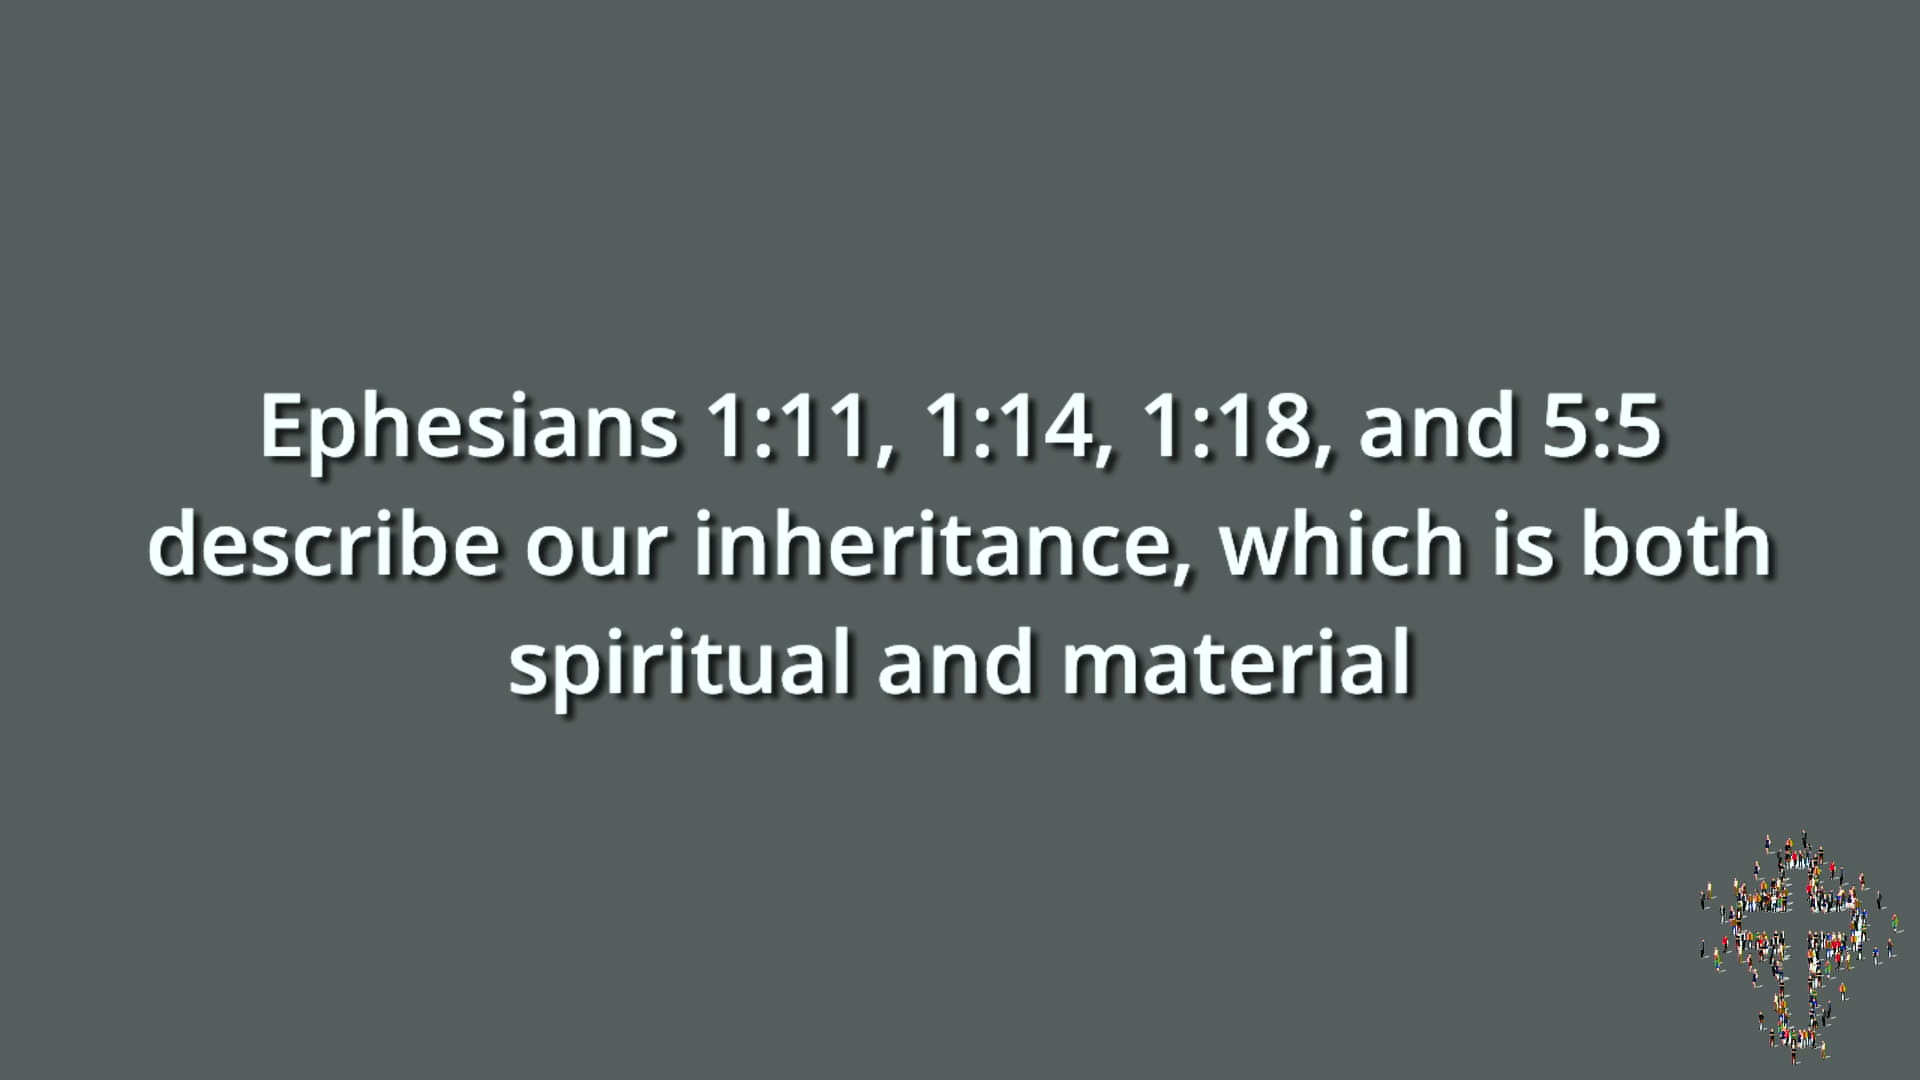 Ephesians 1:11, 1:14, 1:18, and 5:5
describe our inheritance, which is both
spiritual and material